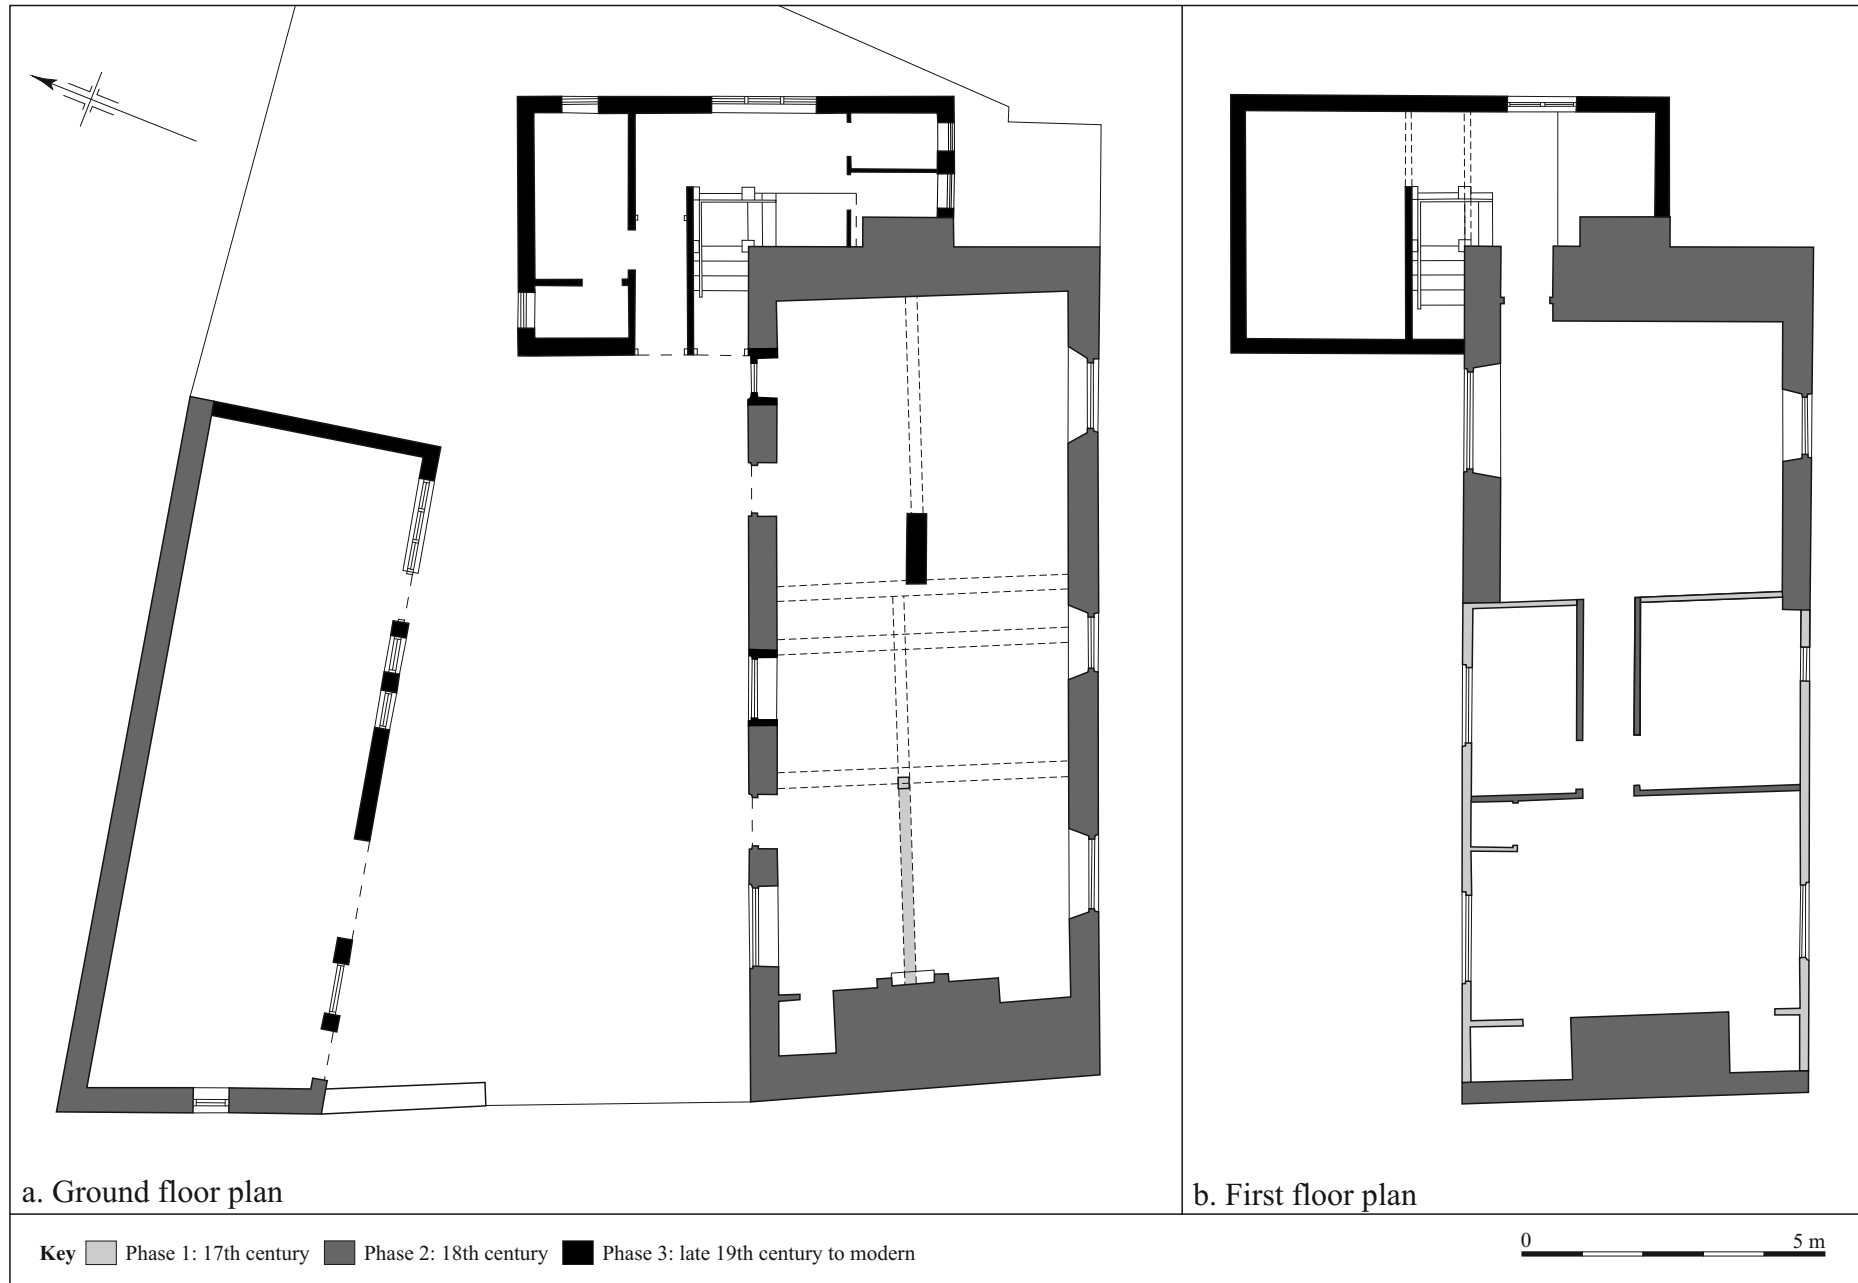 a. Ground floor plan
b. First floor plan
Key Phase 1: 17th century Phase 2: 18th century Phase 3: late 19th century to modern
0 5 m